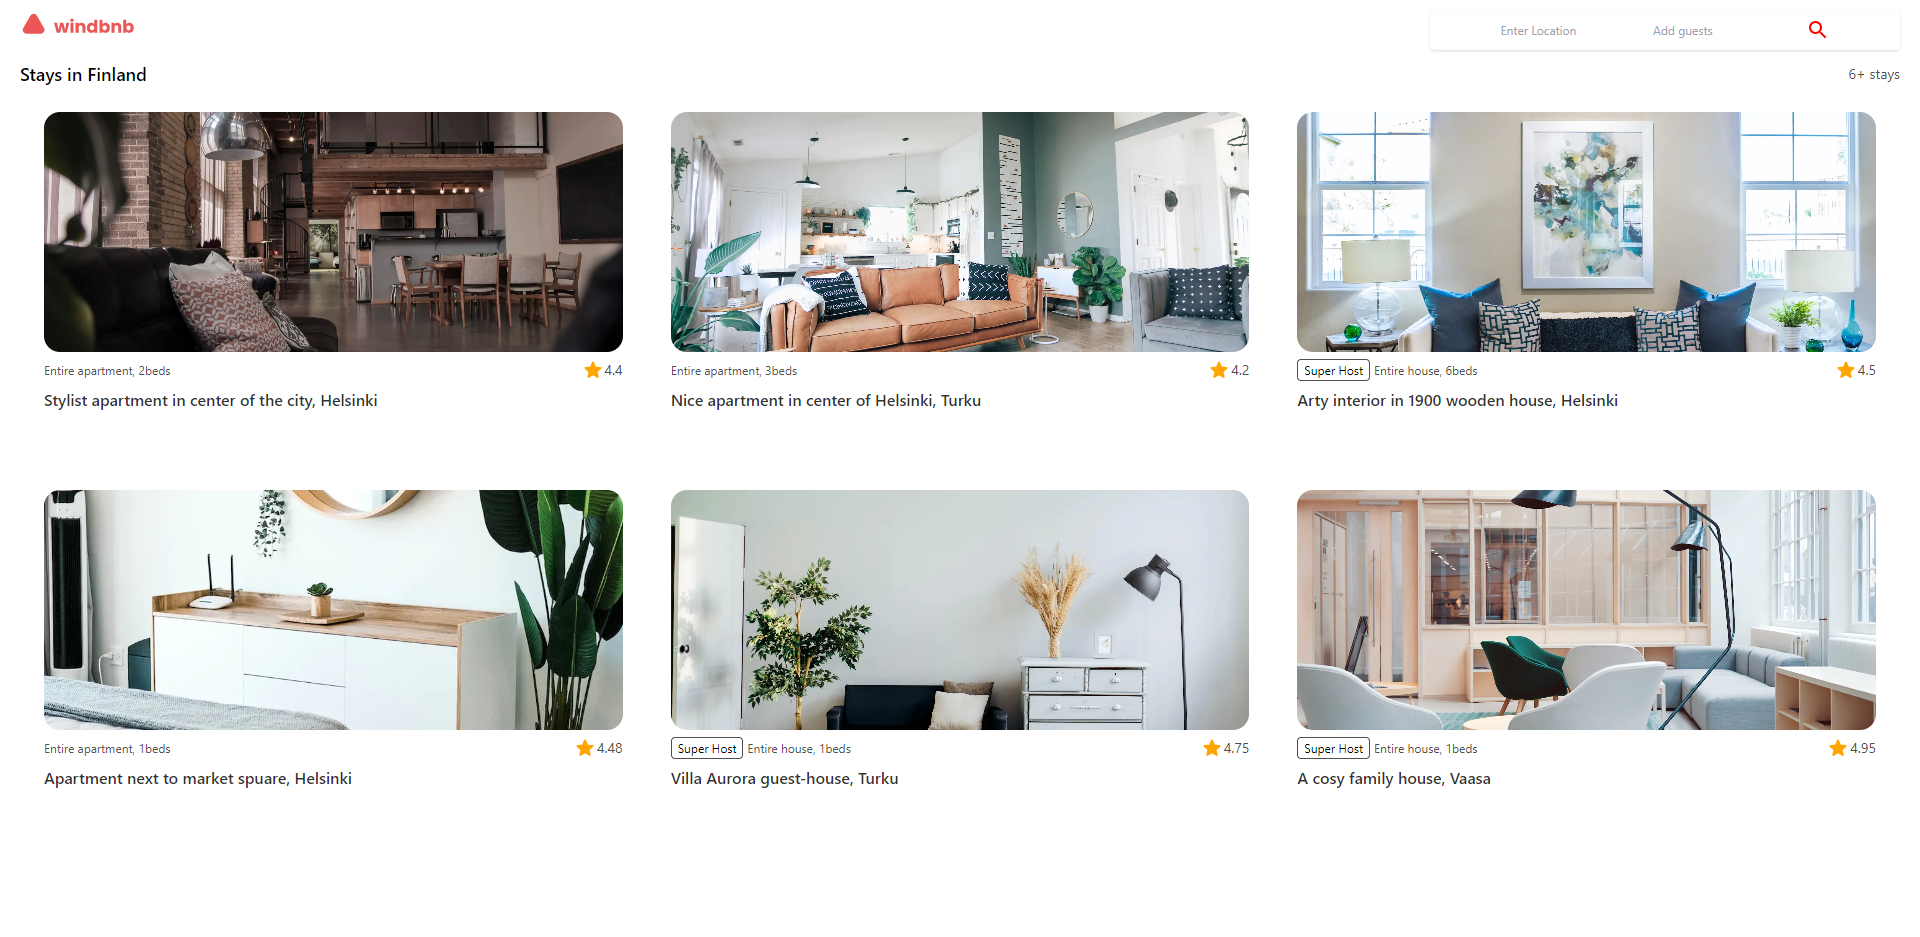 windbnb
Enter Location
Add guests
Stays in Finland
6+ stays
Entire apartment, 2beds
4.4
Stylist apartment in center of the city, Helsinki
Entire apartment, 3beds
4.2
Nice apartment in center of Helsinki, Turku
Super Host Entire house, 6beds
4.5
Arty interior in 1900 wooden house, Helsinki
Entire apartment, 1beds
4.48
Apartment next to market spuare, Helsinki
Super Host Entire house, 1beds
4.75
Villa Aurora guest-house, Turku
Super Host Entire house, 1beds
4.95
A cosy family house, Vaasa